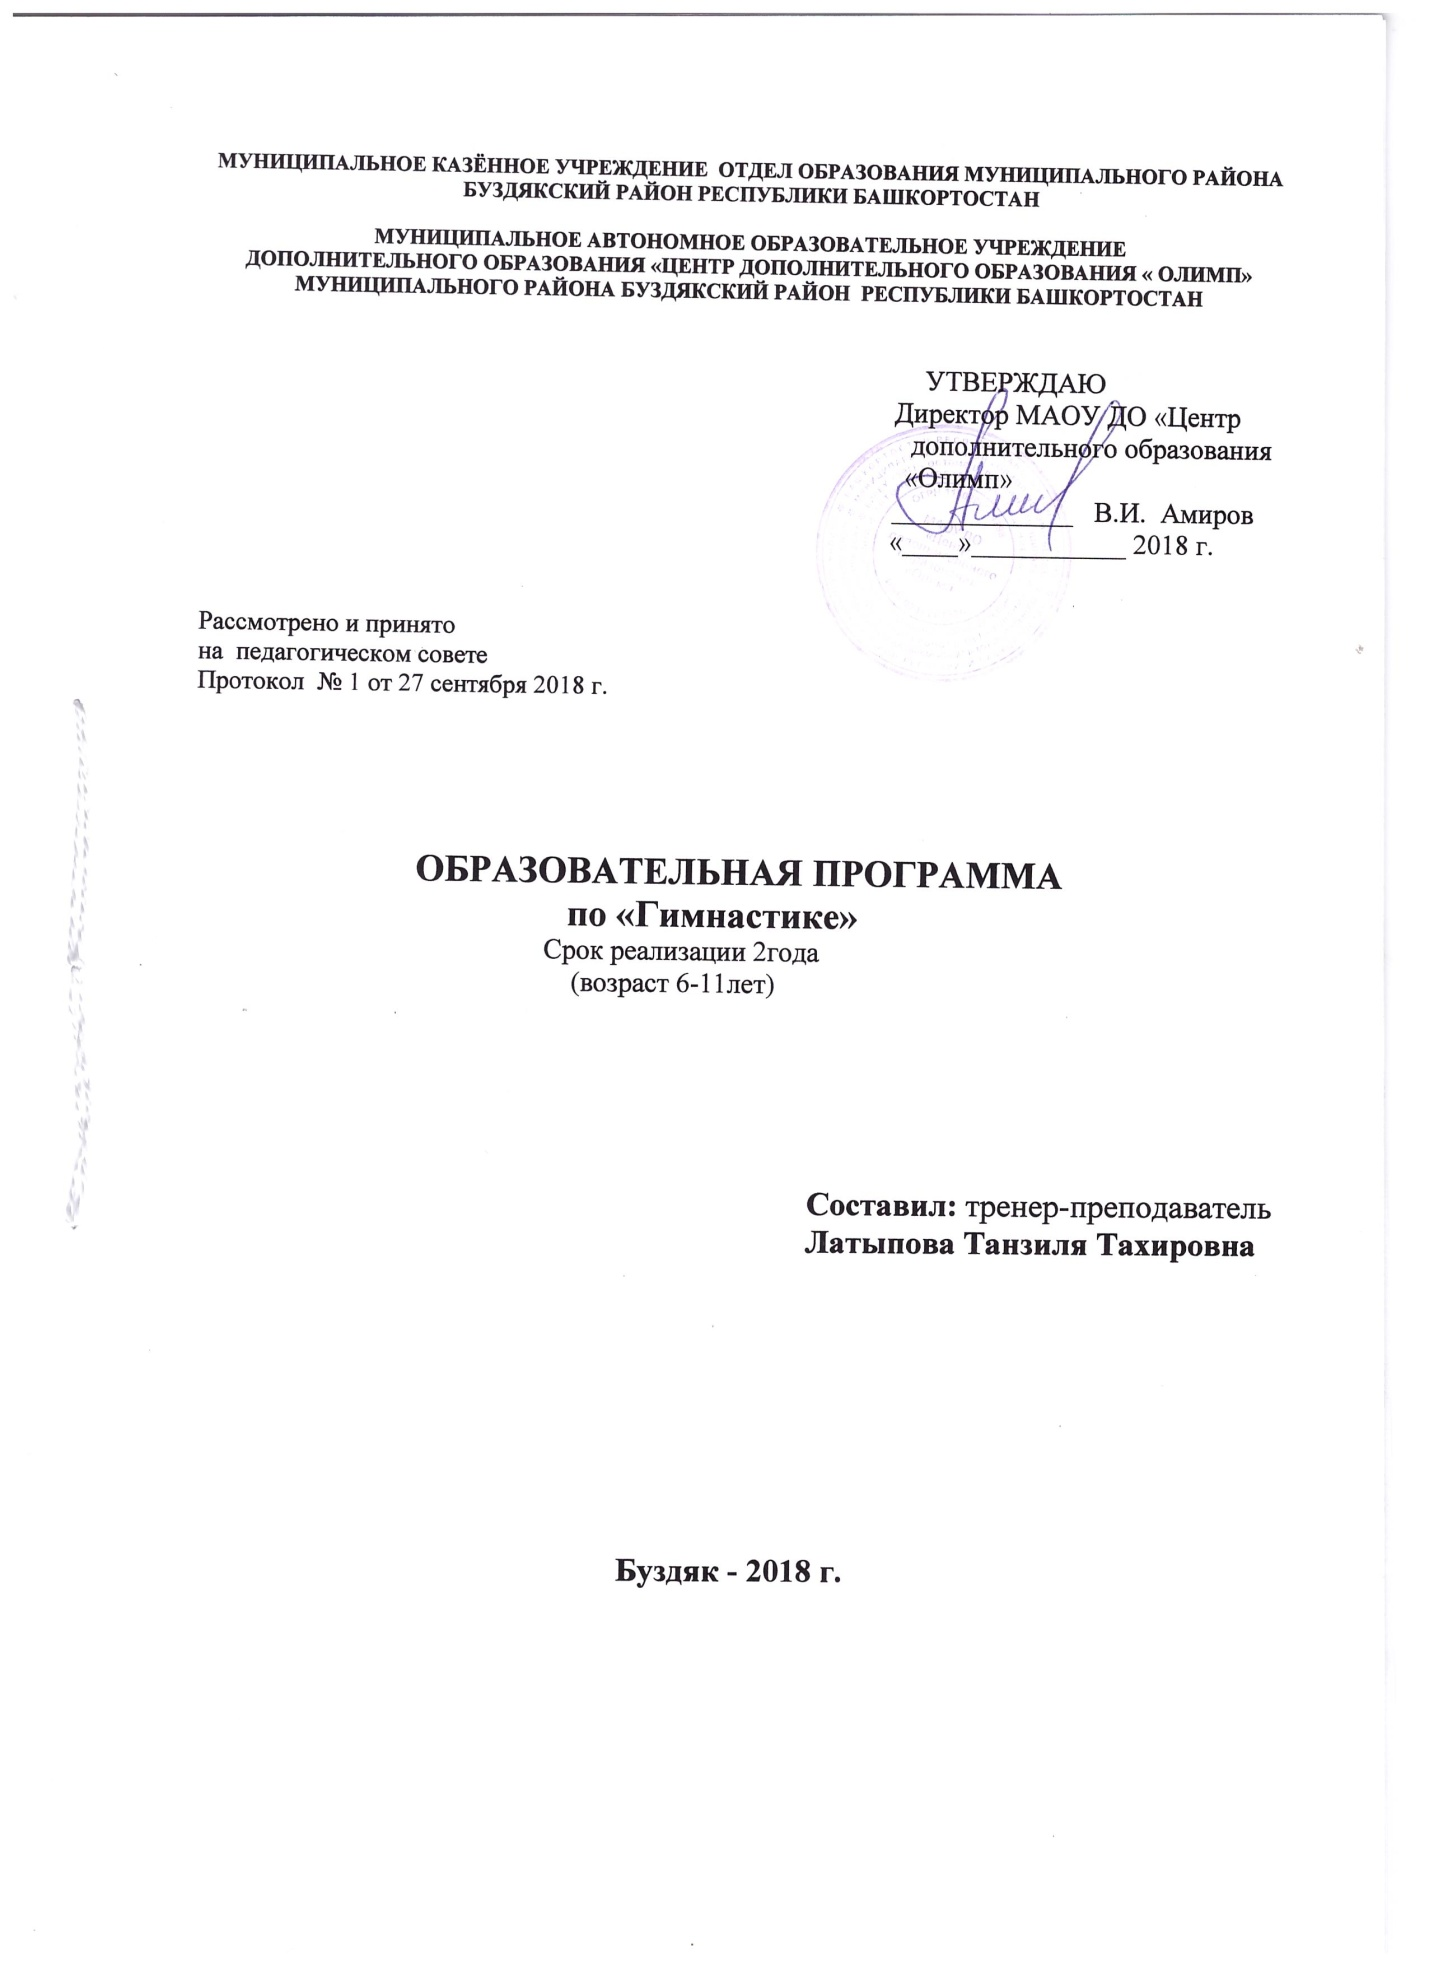 МУНИЦИПАЛЬНОЕ КАЗЁННОЕ УЧРЕЖДЕНИЕ ОТДЕЛ ОБРАЗОВАНИЯ МУНИЦИПАЛЬНОГО РАЙОНА
БУЗДЯКСКИЙ РАЙОН РЕСПУБЛИКИ БАШКОРТОСТАН
МУНИЦИПАЛЬНОЕ АВТОНОМНОЕ ОБРАЗОВАТЕЛЬНОЕ УЧРЕЖДЕНИЕ
ДОПОЛНИТЕЛЬНОГО ОБРАЗОВАНИЯ «ЦЕНТР ДОПОЛНИТЕЛЬНОГО ОБРАЗОВАНИЯ « ОЛИМП»
МУНИЦИПАЛЬНОГО РАЙОНА БУЗДЯКСКИЙ РАЙОН РЕСПУБЛИКИ БАШКОРТОСТАН
УТВЕРЖДАЮ
Директор МАОУ ДО «Центр
дополнительного образования
«Олимп»
_____________ В.И. Амиров
«____»___________ 2018 г.
Рассмотрено и принято
на педагогическом совете
Протокол № 1 от 27 сентября 2018 г.
ОБРАЗОВАТЕЛЬНАЯ ПРОГРАММА
по «Гимнастике»
Срок реализации 2года
(возраст 6-11лет)
Составил: тренер-преподаватель
Латыпова Танзиля Тахировна
Буздяк - 2018 г.